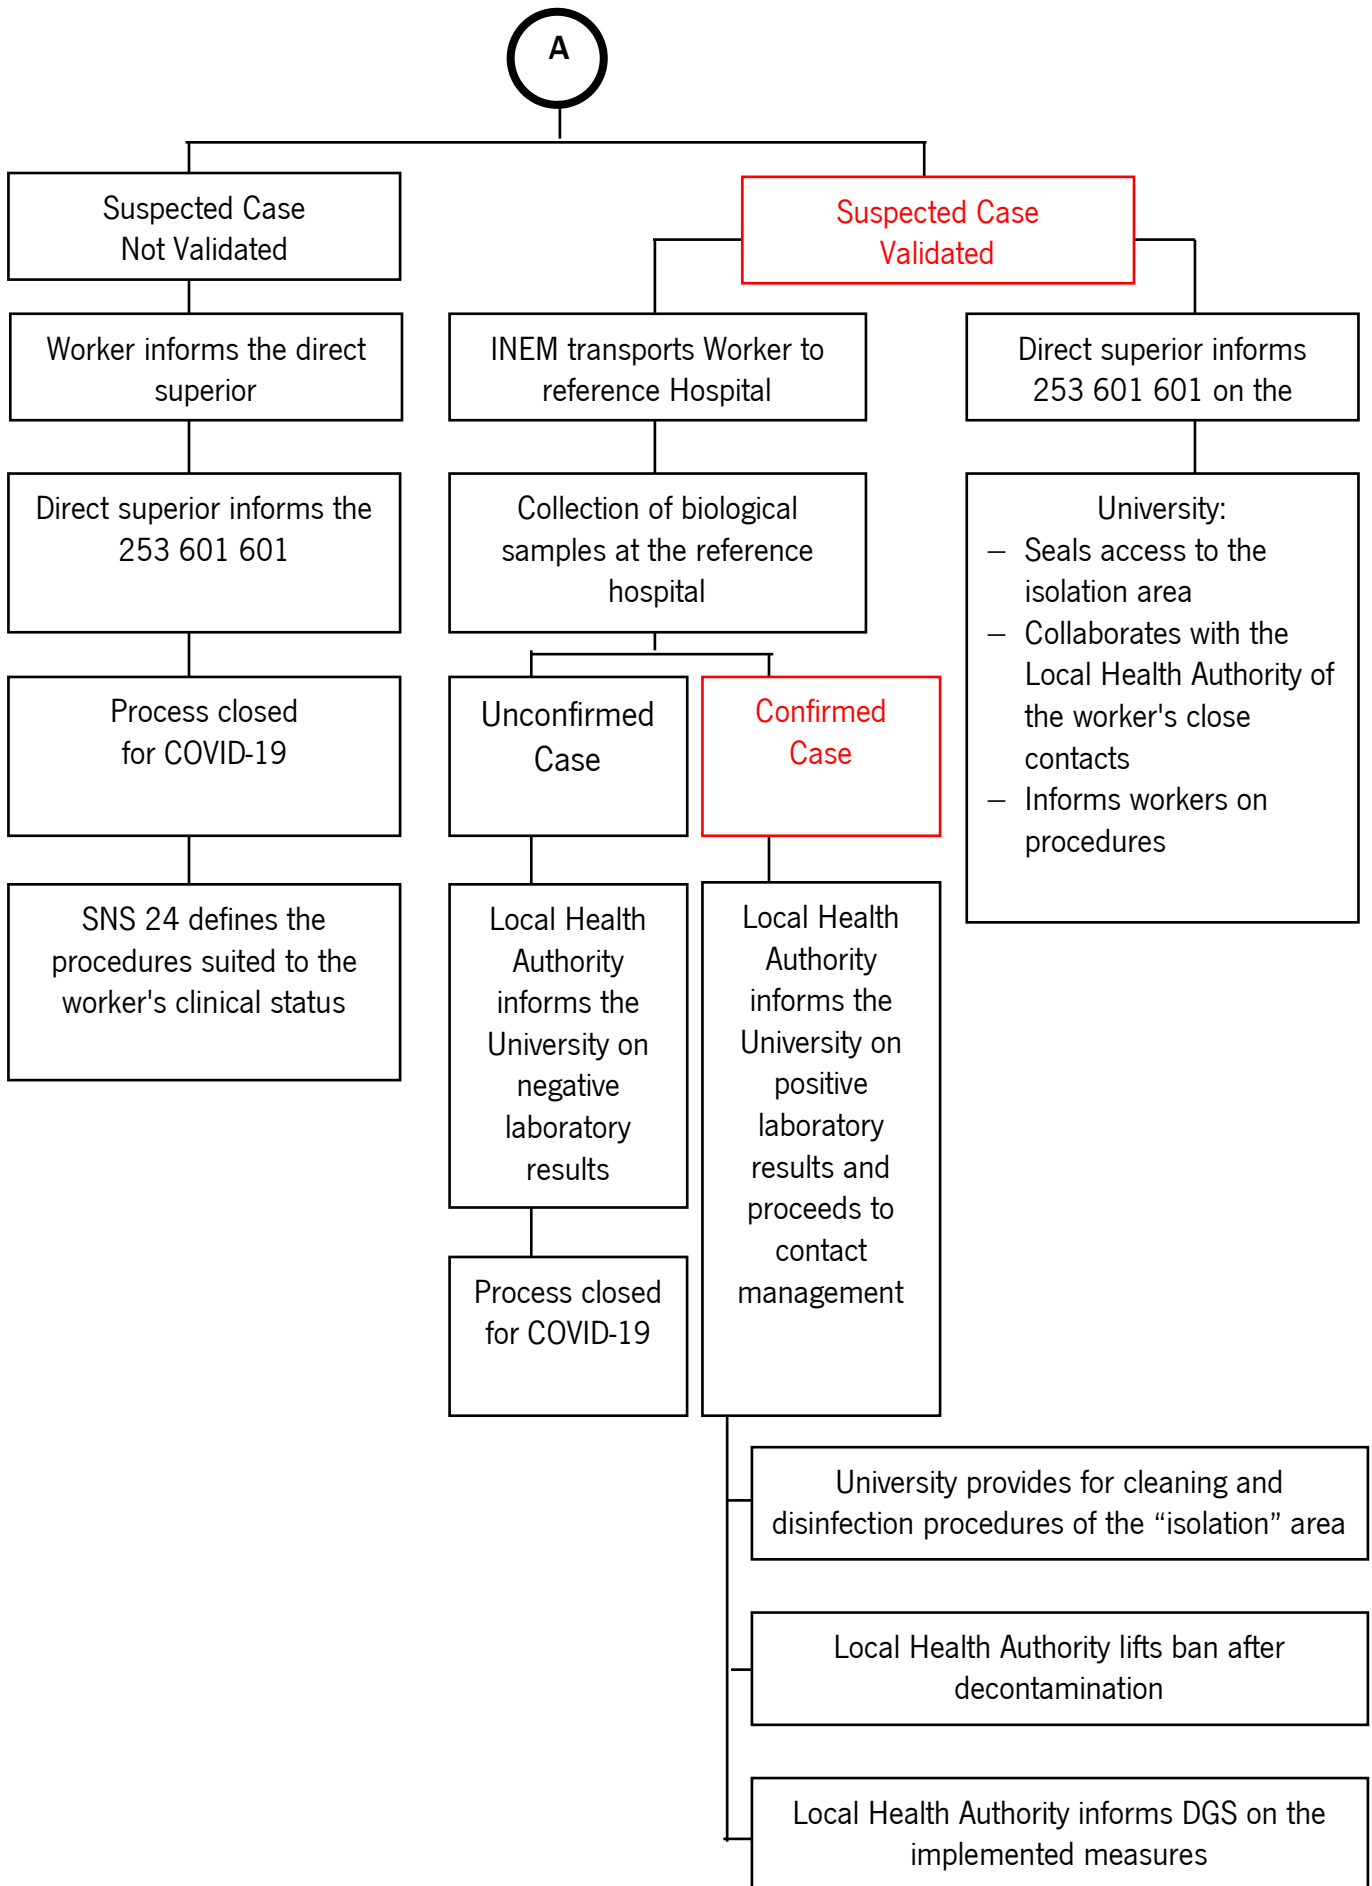 A
Suspected Case
Not Validated
Suspected Case
Validated
Worker informs the direct
superior
INEM transports Worker to
reference Hospital
Direct superior informs
253 601 601 on the
Direct superior informs the
253 601 601
Collection of biological
samples at the reference
hospital
University:
– Seals access to the
isolation area
– Collaborates with the
Local Health Authority of
the worker's close
contacts
– Informs workers on
procedures
Process closed
for COVID-19
Unconfirmed
Case
Confirmed
Case
SNS 24 defines the
procedures suited to the
worker's clinical status
Local Health
Authority
informs the
University on
negative
laboratory
results
Local Health
Authority
informs the
University on
positive
laboratory
results and
proceeds to
contact
management
Process closed
for COVID-19
University provides for cleaning and
disinfection procedures of the “isolation” area
Local Health Authority lifts ban after
decontamination
Local Health Authority informs DGS on the
implemented measures